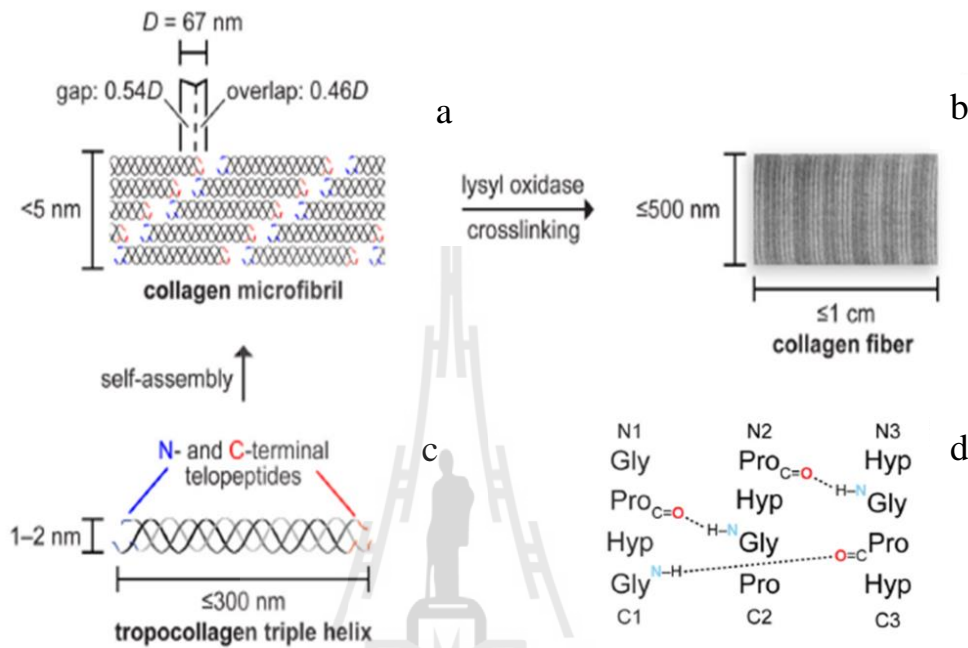 D = 67 nm
gap: 0.54D
overlap: 0.46D
a
<5 nm
collagen microfibril
lysyl oxidase
crosslinking
b
≤500 nm
≤1 cm
collagen fiber
self-assembly
c
N- and C-terminal
telopeptides
1–2 nm
≤300 nm
tropocollagen triple helix
d
N1 N2 N3
Gly Pro C=O Hyp
H–N Gly
Pro C=O Hyp
H–N Gly
Hyp O=C Pro
Gly N–H Pro Hyp
C1 C2 C3